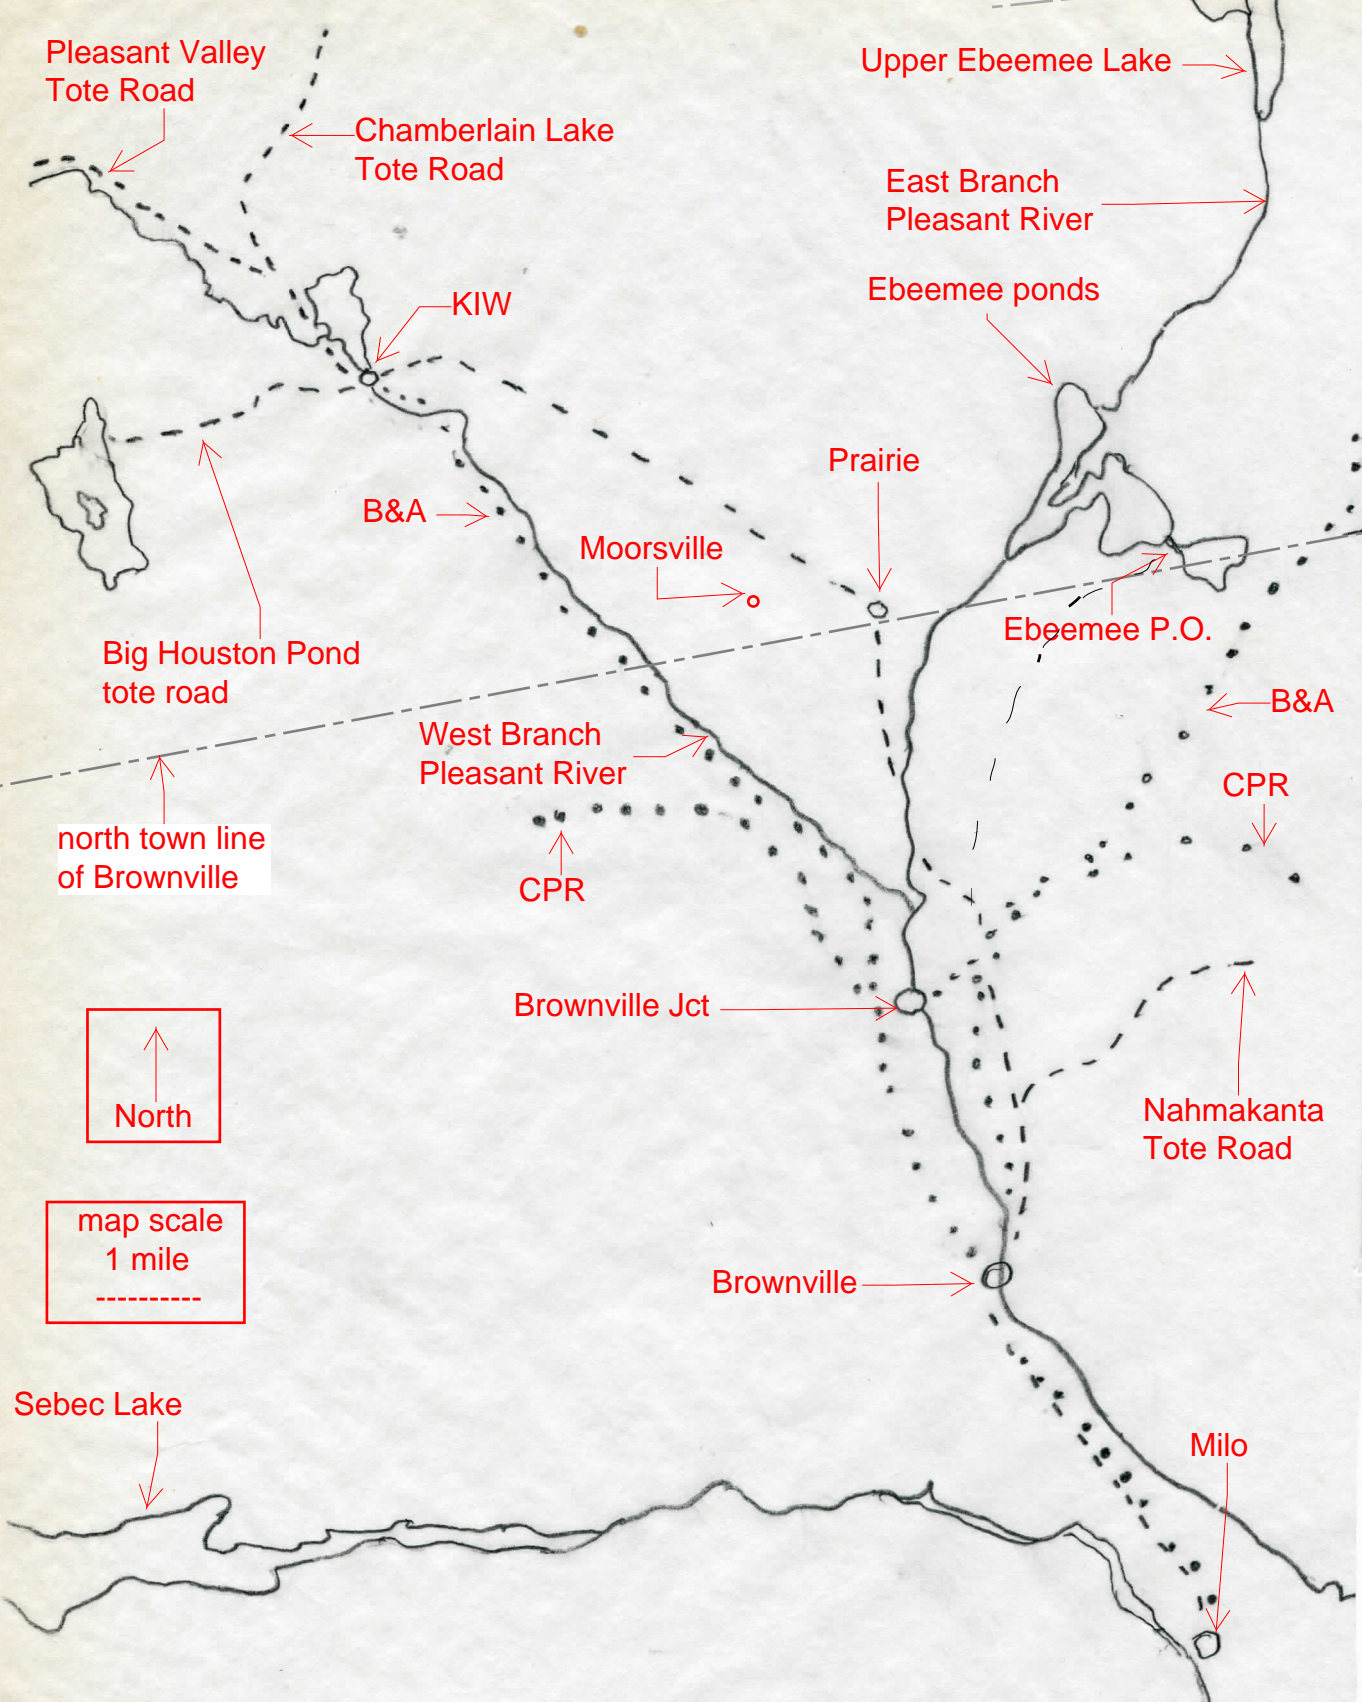 Pleasant Valley
Tote Road
Chamberlain Lake
Tote Road
Upper Ebeemee Lake
East Branch
Pleasant River
Ebeemee ponds
KIW
Prairie
B&A
Moorsville
Ebeemee P.O.
Big Houston Pond
tote road
B&A
West Branch
Pleasant River
CPR
north town line
of Brownville
CPR
Brownville Jct
North
Nahmakanta
Tote Road
map scale
1 mile
Brownville
Sebec Lake
Milo